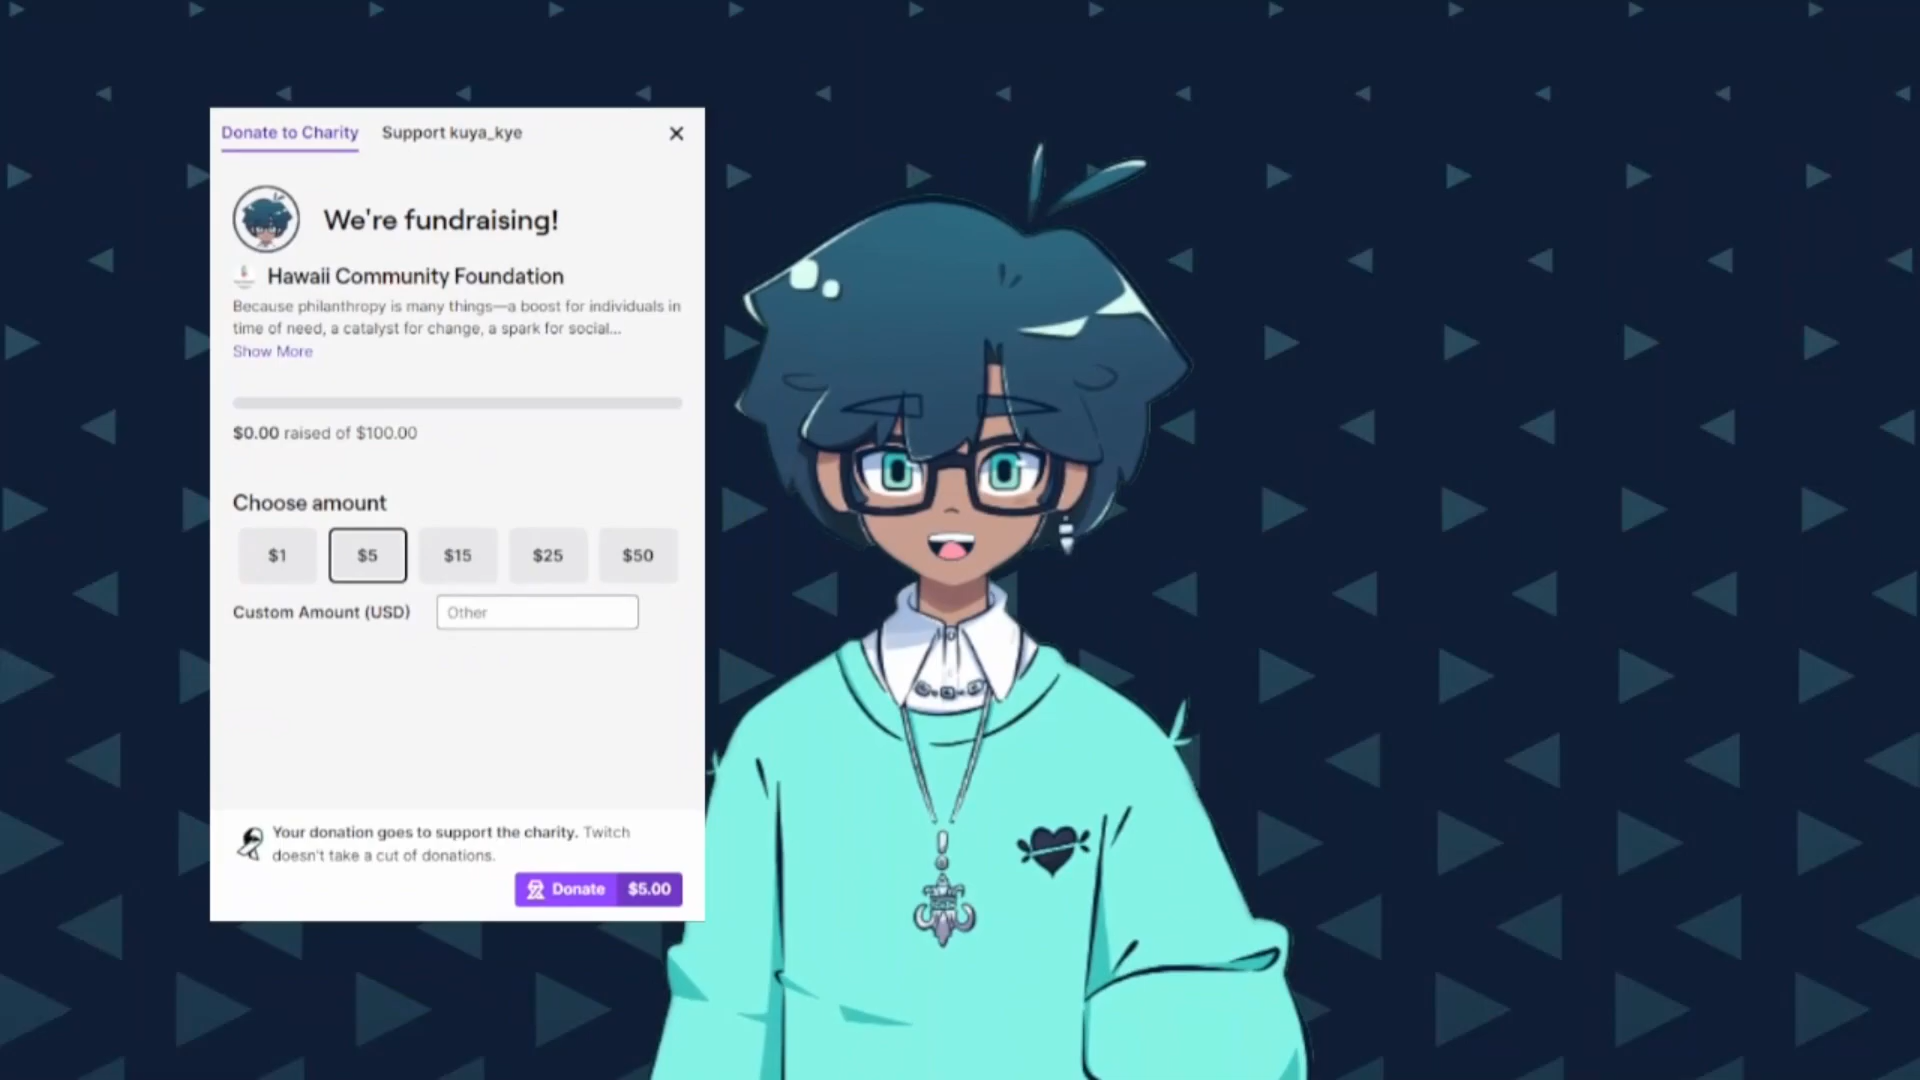 Donate to Charity
Support kuya_kye
We're fundraising!
Hawaii Community Foundation
Because philanthropy is many things—a boost for individuals in
time of need, a catalyst for change, a spark for social...
Show More
$0.00 raised of $100.00
Choose amount
$1 $5 $15 $25 $50
Custom Amount (USD) Other
Your donation goes to support the charity. Twitch
doesn't take a cut of donations.
Donate $5.00